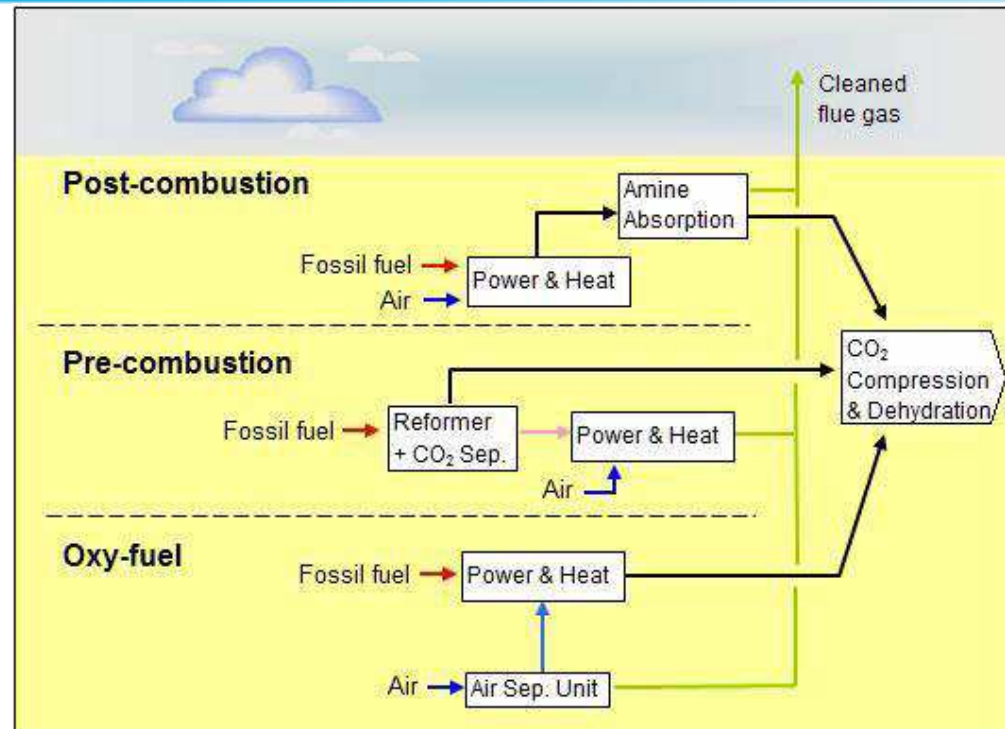 Cleaned
flue gas
Post-combustion
Amine
Absorption
Fossil fuel
Power & Heat
Air
Pre-combustion
CO₂
Compression
& Dehydration
Fossil fuel
Reformer
+ CO₂ Sep.
Power & Heat
Air
Oxy-fuel
Fossil fuel
Power & Heat
Air
Air Sep. Unit